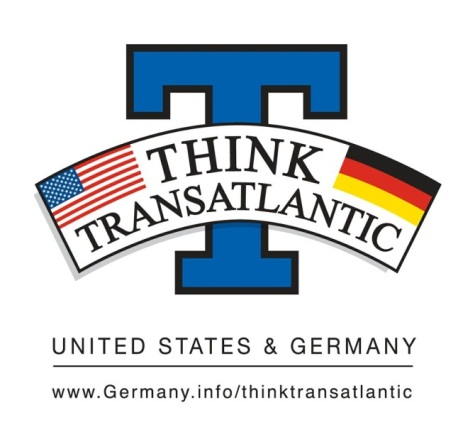 T
THINK
TRANSATLANTIC
UNITED STATES & GERMANY
www.Germany.info/thinktransatlantic